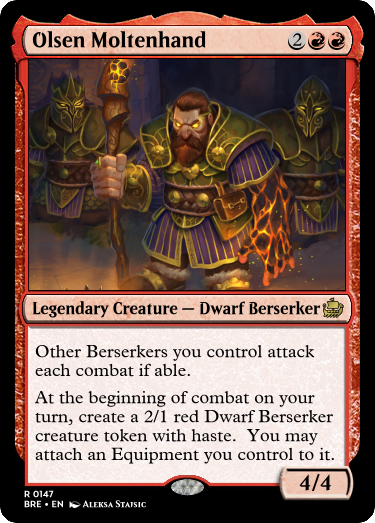 Olsen Moltenhand 2
Legendary Creature — Dwarf Berserker
Other Berserkers you control attack
each combat if able.
At the beginning of combat on your
turn, create a 2/1 red Dwarf Berserker
creature token with haste.  You may
attach an Equipment you control to it.
4/4
R 0147
BRE • EN Aleksa Stajsic